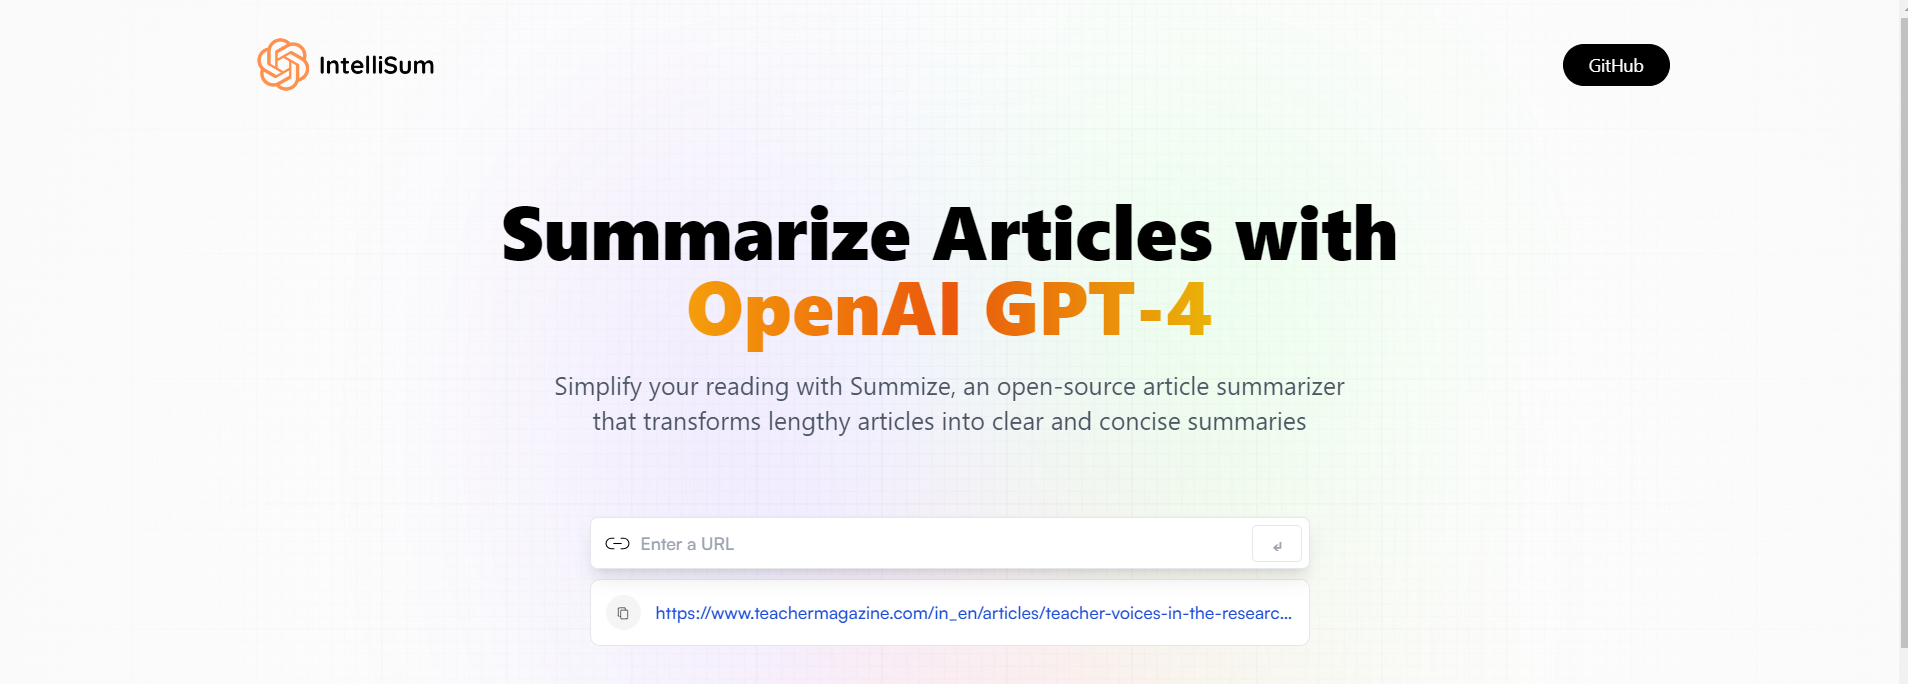 IntelliSum
GitHub
Summarize Articles with
OpenAI GPT-4
Simplify your reading with Summize, an open-source article summarizer
that transforms lengthy articles into clear and concise summaries
Enter a URL
https://www.teachermagazine.com/in_en/articles/teacher-voices-in-the-researc...